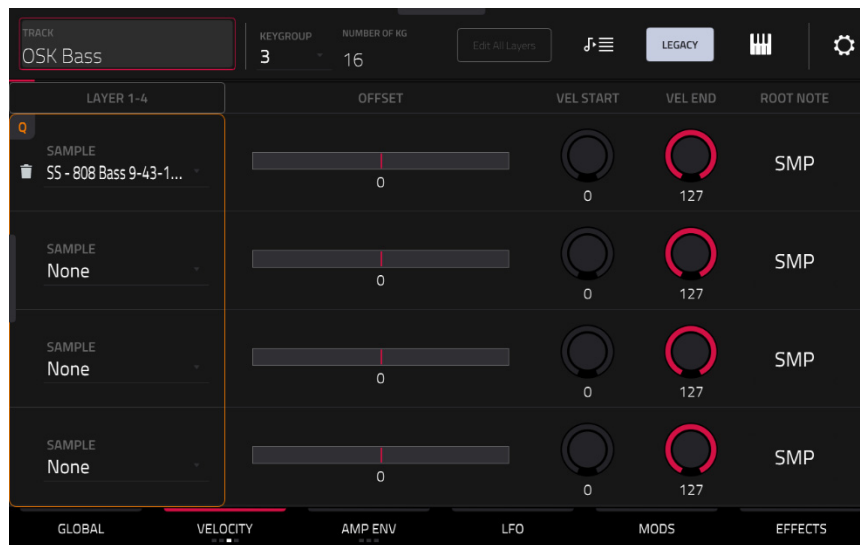 TRACK
OSK Bass
KEYGROUP
3
NUMBER OF KG
16
Edit All Layers
LEGACY
LAYER 1-4
OFFSET
VEL START
VEL END
ROOT NOTE
Q
SAMPLE
SS - 808 Bass 9-43-1...
0
0
127
SMP
SAMPLE
None
0
0
127
SMP
SAMPLE
None
0
0
127
SMP
SAMPLE
None
0
0
127
SMP
GLOBAL
VELOCITY
AMP ENV
LFO
MODS
EFFECTS